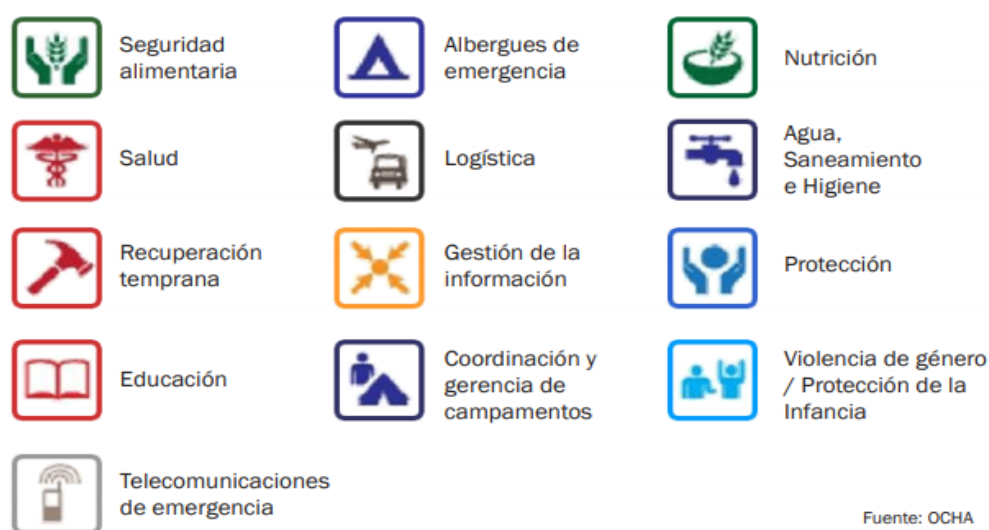 Seguridad
alimentaria
Albergues de
emergencia
Nutrición
Salud
Logística
Agua,
Saneamiento
e Higiene
Recuperación
temprana
Gestión de la
información
Protección
Educación
Coordinación y
gerencia de
campamentos
Violencia de género
/ Protección de la
Infancia
Telecomunicaciones
de emergencia
Fuente: OCHA